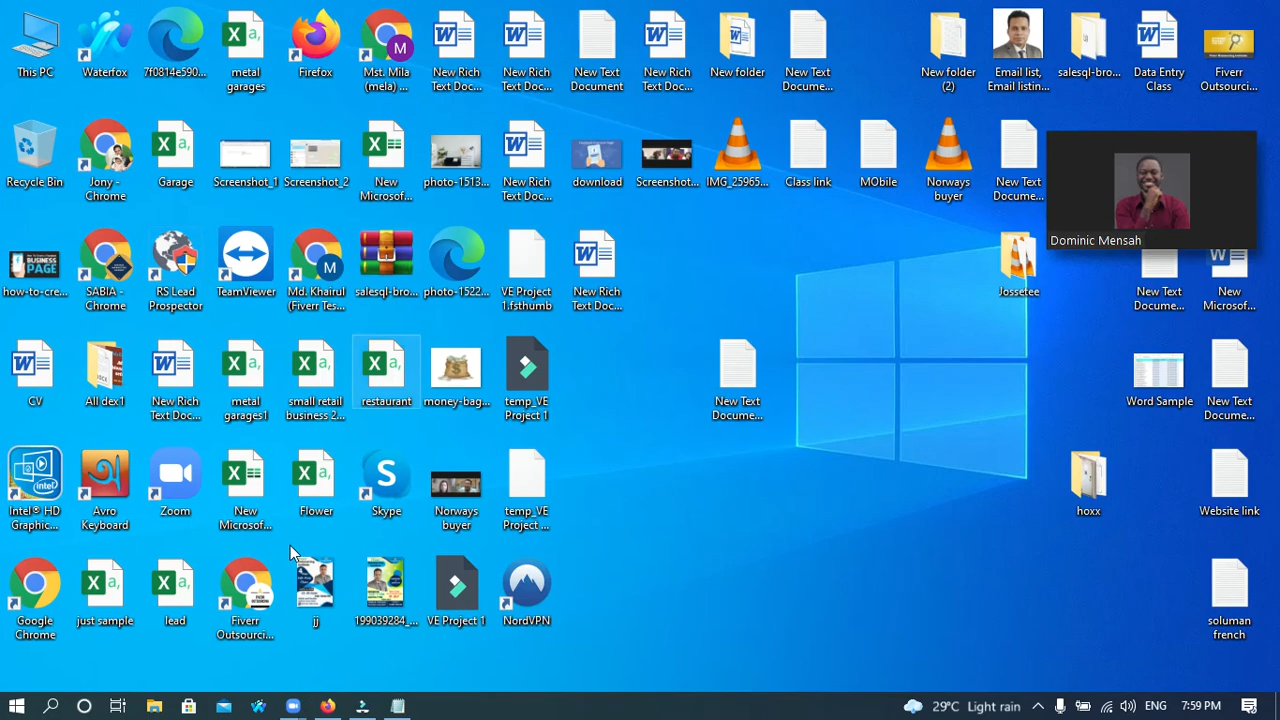 This PC
Waterfox
7f0814e590...
metal
garages
Firefox
Mst. Mila
(mela) ...
New Rich
Text Doc...
New Rich
Text Doc...
New Text
Document
New Rich
Text Doc...
New folder
New Text
Docume...
New folder
(2)
Email list,
Email listin...
salesql-bro...
Data Entry
Class
Fiverr
Outsourci...
Recycle Bin
Jony -
Chrome
Garage
Screenshot_1
Screenshot_2
New
Microsof...
photo-1513...
New Rich
Text Doc...
download
Screenshot...
IMG_25965...
Class link
MObile
Norways
buyer
New Text
Docume...
Dominic Mensah
BUSINESS
PAGE
how-to-cre...
SABIA -
Chrome
RS Lead
Prospector
TeamViewer
Md. Khairul
(Fiverr Tes...
salesql-bro...
photo-1522...
VE Project
1.fsthumb
New Rich
Text Doc...
Jossetee
New Text
Docume...
New
Microsof...
CV
All dex1
New Rich
Text Doc...
metal
garages1
small retail
business 2...
restaurant
money-bag...
temp_VE
Project 1
New Text
Docume...
Word Sample
New Text
Docume...
Intel® HD
Graphic...
Avro
Keyboard
Zoom
New
Microsof...
Flower
Skype
Norways
buyer
temp_VE
Project ...
hoxx
Website link
Google
Chrome
just sample
lead
Fiverr
Outsourci...
jj
199039284_...
VE Project 1
NordVPN
soluman
french
29°C Light rain
ENG
7:59 PM